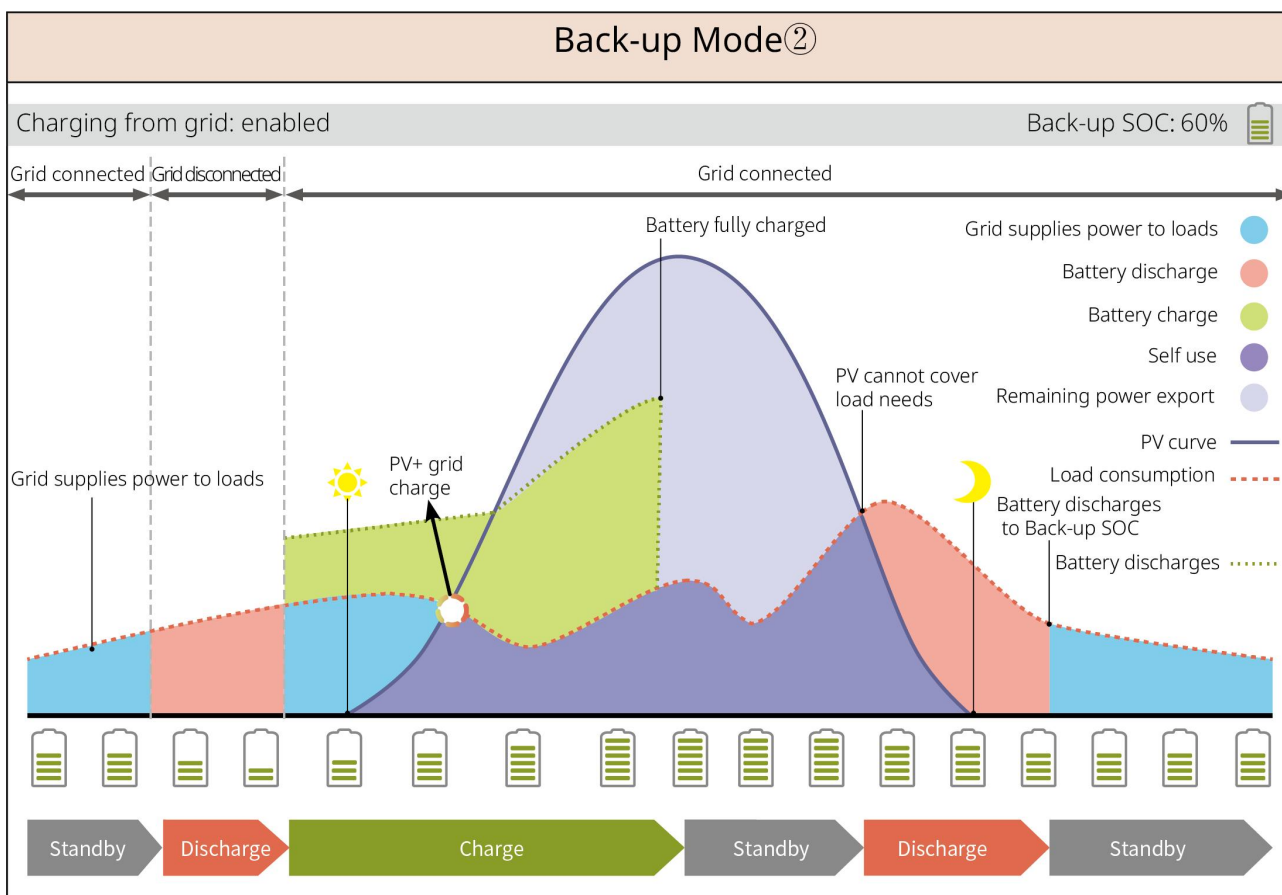 Back-up Mode②
Charging from grid: enabled
Back-up SOC: 60%
Grid connected
Grid disconnected
Grid connected
Battery fully charged
Grid supplies power to loads
Battery discharge
Battery charge
Self use
Remaining power export
PV curve
Load consumption
Battery discharges
PV cannot cover
load needs
Grid supplies power to loads
PV+ grid
charge
Battery discharges
to Back-up SOC
Standby
Discharge
Charge
Standby
Discharge
Standby